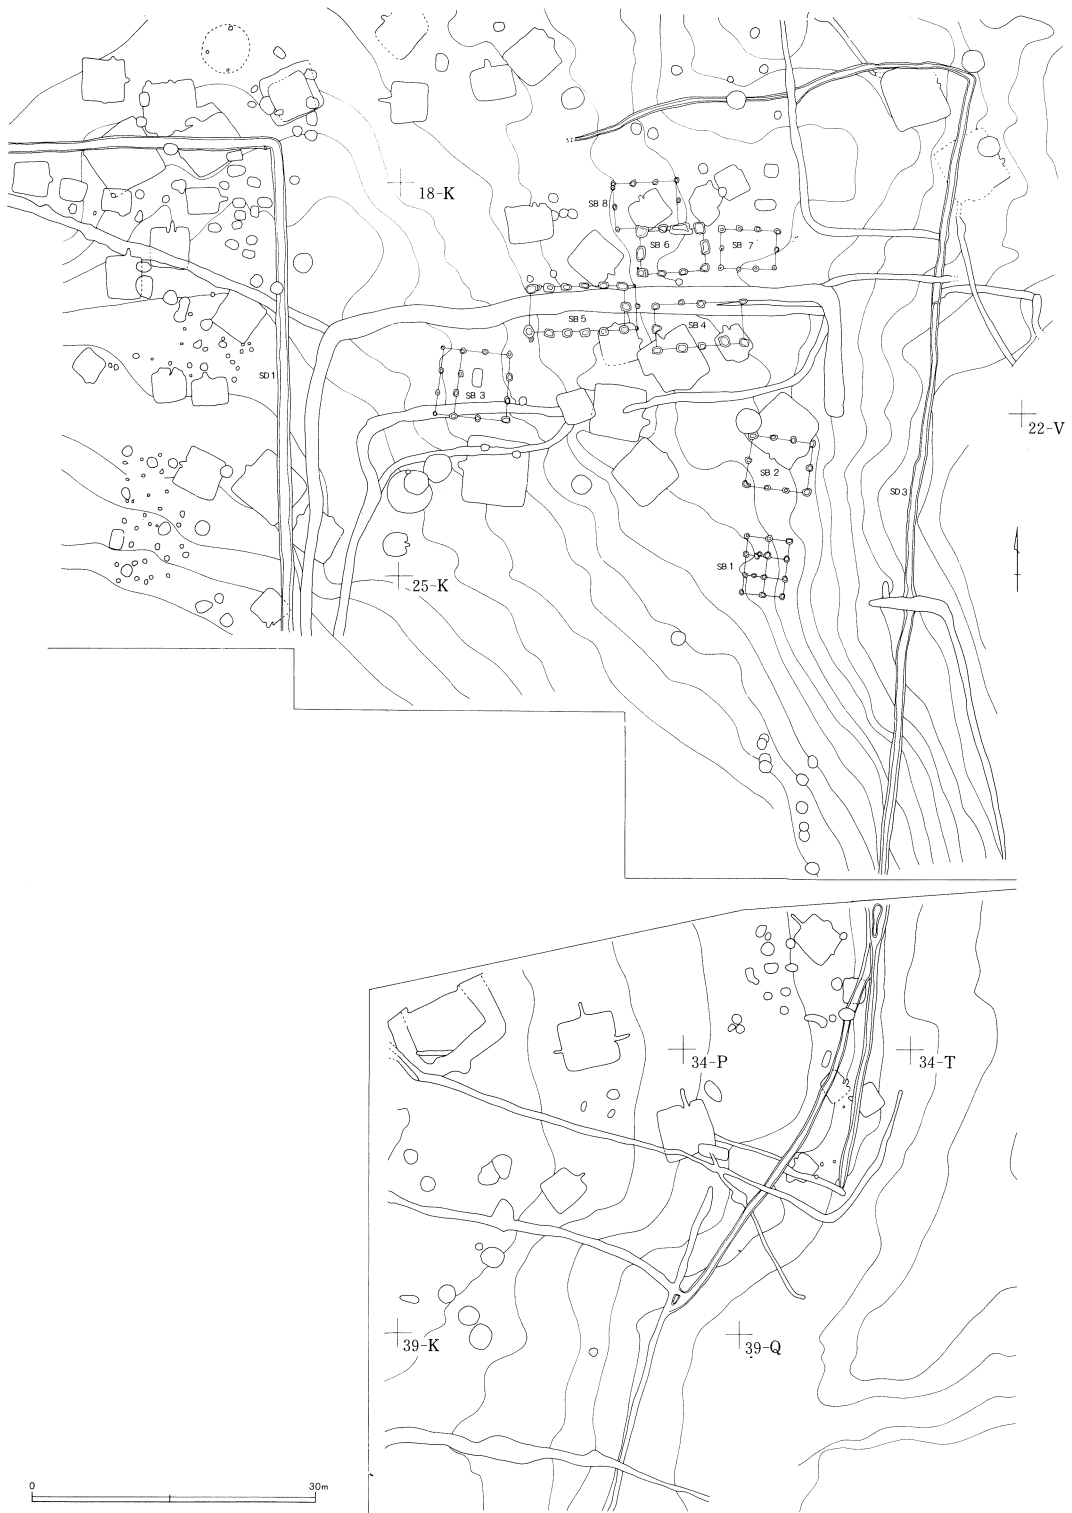 18-K
SB 8
SB 6
SB 7
SB 5
SB 4
SD 1
SB 3
22-V
SB 2
SD 3
SB 1
25-K
34-P
34-T
39-K
39-Q
0
30m